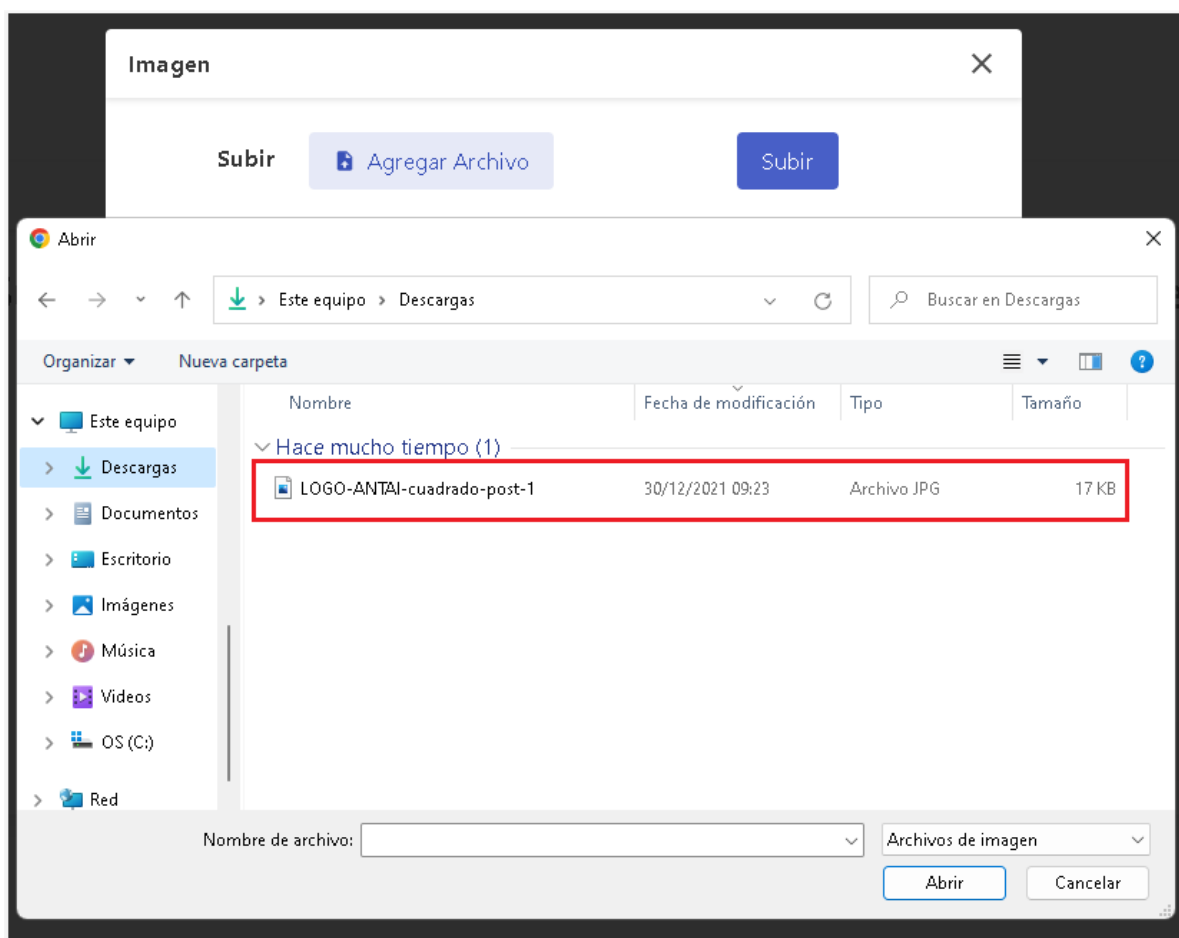 Imagen
Subir Agregar Archivo Subir
Abrir
Este equipo Descargas Buscar en Descargas
Organizar Nueva carpeta
Nombre Fecha de modificación Tipo Tamaño
Este equipo
Hace mucho tiempo (1)
Descargas
LOGO-ANTAI-cuadrado-post-1 30/12/2021 09:23 Archivo JPG 17 KB
Documentos
Escritorio
Imágenes
Música
Videos
OS (C:)
Red
Nombre de archivo: Archivos de imagen
Abrir Cancelar